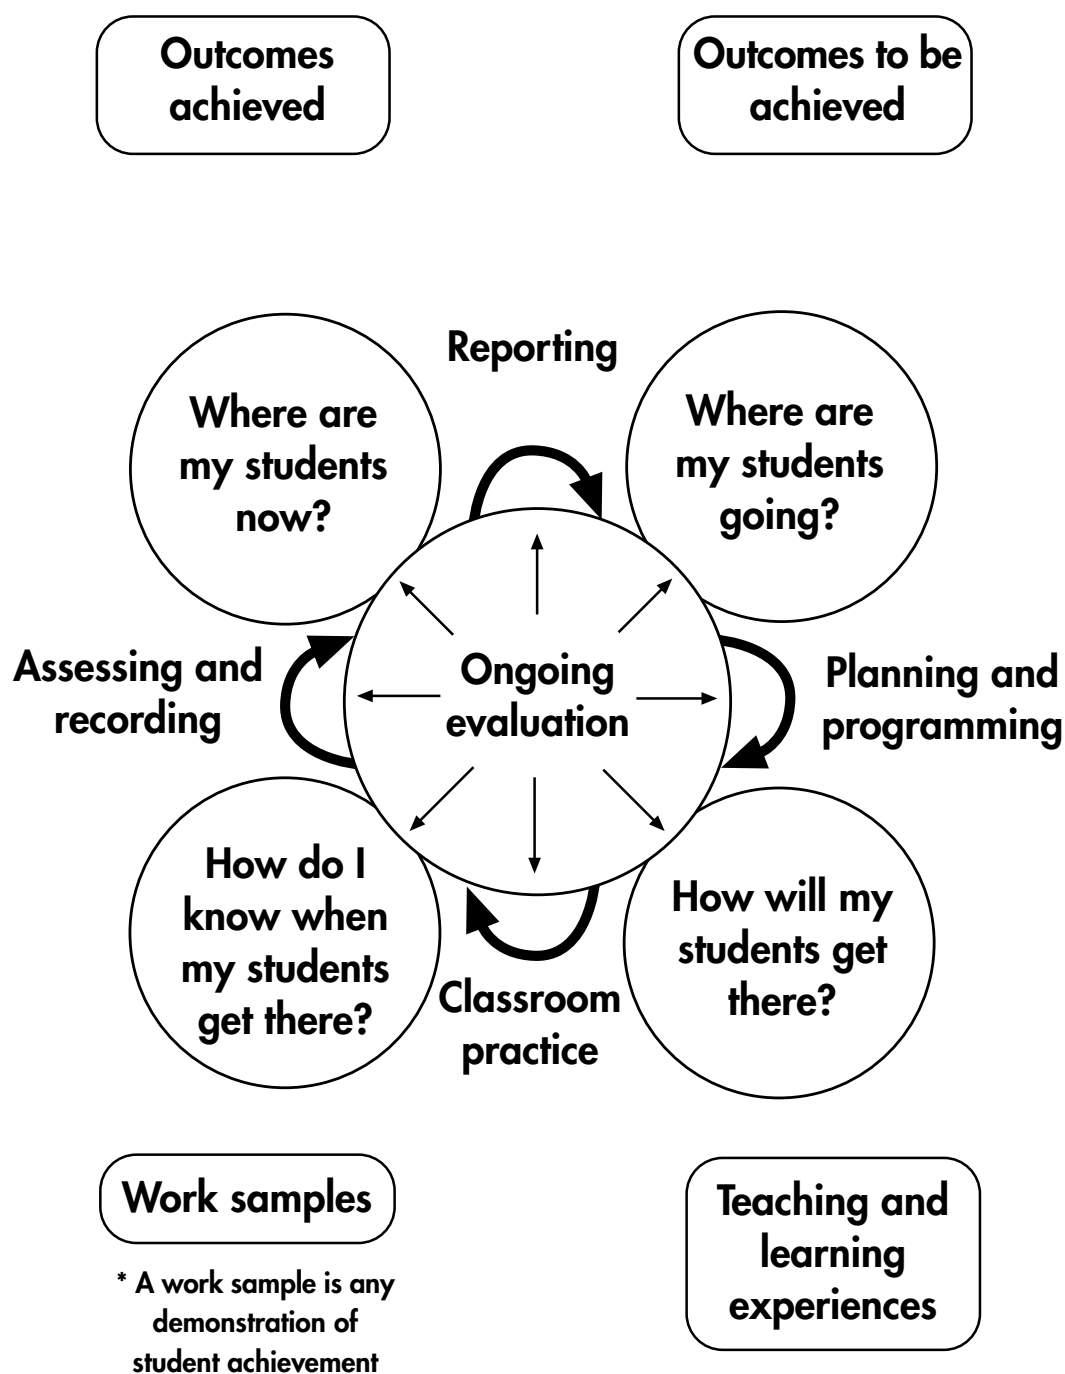 Outcomes
achieved
Outcomes to be
achieved
Reporting
Where are
my students
now?
Where are
my students
going?
Assessing and
recording
Ongoing
evaluation
Planning and
programming
How do I
know when
my students
get there?
Classroom
practice
How will my
students get
there?
Work samples
* A work sample is any
demonstration of
student achievement
Teaching and
learning
experiences